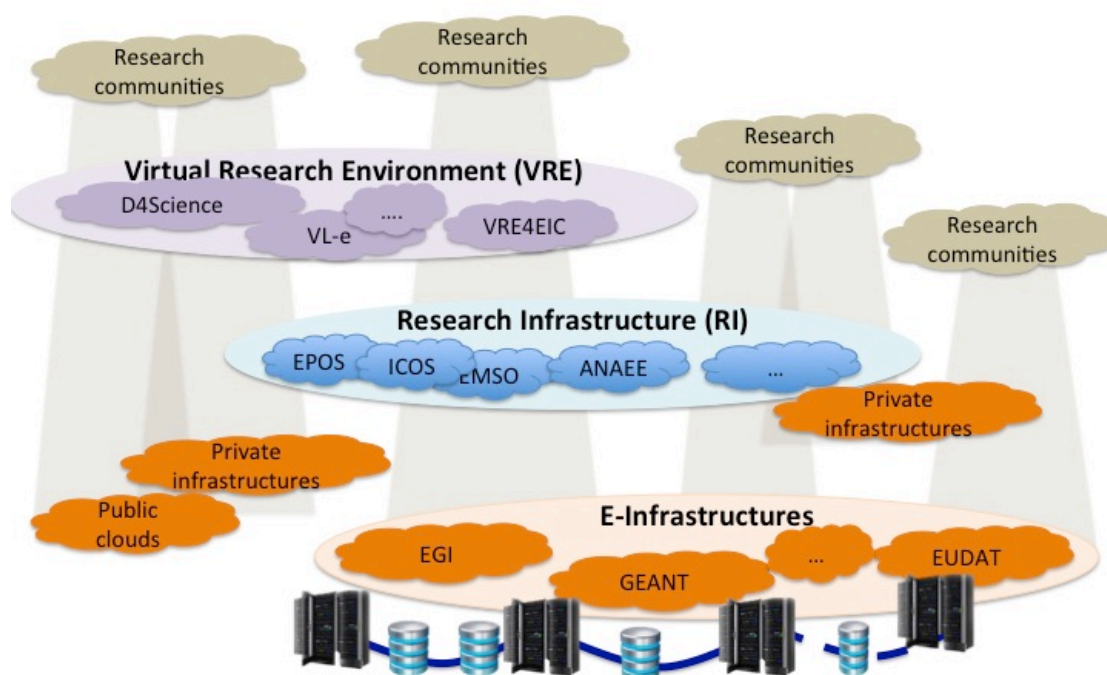 Research
communities
Research
communities
Research
communities
Virtual Research Environment (VRE)
D4Science
....
VL-e
VRE4EIC
Research
communities
Research Infrastructure (RI)
EPOS
ICOS
EMSO
ANAEE
...
Private
infrastructures
Private
infrastructures
Public
clouds
E-Infrastructures
EGI
GEANT
...
EUDAT